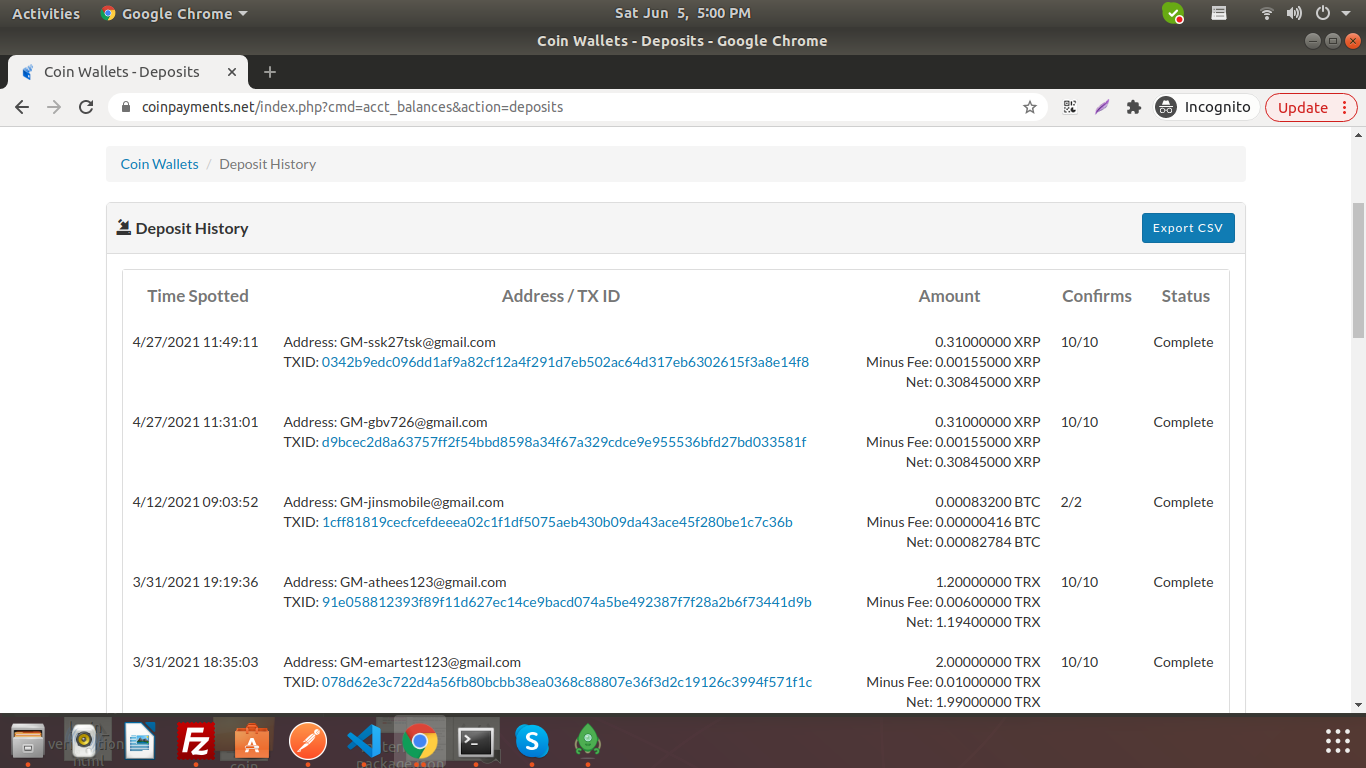 Activities
Google Chrome
Sat Jun 5, 5:00 PM
Coin Wallets - Deposits - Google Chrome
Coin Wallets - Deposits
coinpayments.net/index.php?cmd=acct_balances&action=deposits
Incognito
Update
Coin Wallets / Deposit History
Deposit History
Export CSV
Time Spotted Address / TX ID Amount Confirms Status
4/27/2021 11:49:11 Address: GM-ssk27tsk@gmail.com 0.31000000 XRP 10/10 Complete
TXID: 0342b9edc096dd1af9a82cf12a4f291d7eb502ac64d317eb6302615f3a8e14f8 Minus Fee: 0.00155000 XRP
Net: 0.30845000 XRP
4/27/2021 11:31:01 Address: GM-gbv726@gmail.com 0.31000000 XRP 10/10 Complete
TXID: d9bcec2d8a63757ff2f54bbd8598a34f67a329cdce9e955536bfd27bd033581f Minus Fee: 0.00155000 XRP
Net: 0.30845000 XRP
4/12/2021 09:03:52 Address: GM-jinsmobile@gmail.com 0.00083200 BTC 2/2 Complete
TXID: 1cff81819cecfcefdeeea02c1f1df5075aeb430b09da43ace45f280be1c7c36b Minus Fee: 0.00000416 BTC
Net: 0.00082784 BTC
3/31/2021 19:19:36 Address: GM-athees123@gmail.com 1.20000000 TRX 10/10 Complete
TXID: 91e058812393f89f11d627ec14ce9bacd074a5be492387f7f28a2b6f73441d9b Minus Fee: 0.00600000 TRX
Net: 1.19400000 TRX
3/31/2021 18:35:03 Address: GM-emartest123@gmail.com 2.00000000 TRX 10/10 Complete
TXID: 078d62e3c722d4a56fb80bcbb38ea0368c88807e36f3d2c19126c3994f571f1c Minus Fee: 0.01000000 TRX
Net: 1.99000000 TRX